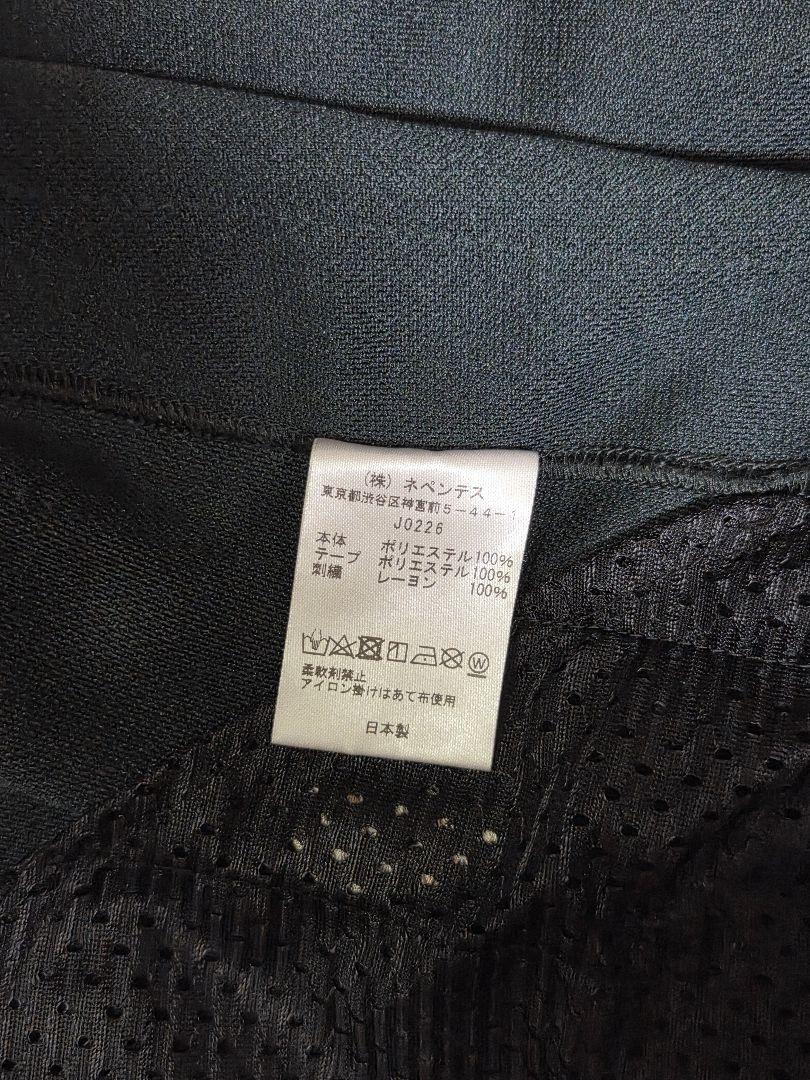 (株) ネペンテス
東京都渋谷区神宮前5-44-1
J0226
本体 ポリエステル100%
テープ ポリエステル100%
刺繍 レーヨン 100%
W
柔軟剤禁止
アイロン掛けはあて布使用
日本製